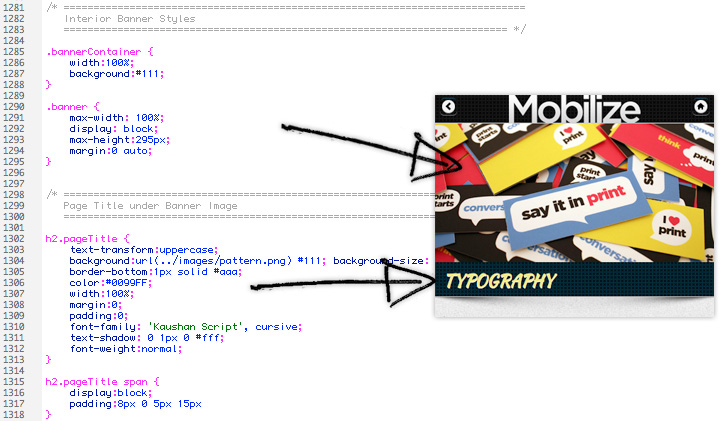 1281 /* ===========================================================================
1282 Interior Banner Styles
1283 ======================================================================== */
1284
1285 .bannerContainer {
1286 width:100%;
1287 background:#111;
1288 }
1289
1290 .banner {
1291 max-width: 100%;
1292 display: block;
1293 max-height:295px;
1294 margin:0 auto;
1295 }
1296
1297
1298 /* ============================================================
1299 Page Title under Banner Image
1300 ============================================================
1301
1302 h2.pageTitle {
1303 text-transform:uppercase;
1304 background:url(../images/pattern.png) #111; background-size:
1305 border-bottom:1px solid #aaa;
1306 color:#0099FF;
1307 width:100%;
1308 margin:0;
1309 padding:0;
1310 font-family: 'Kaushan Script', cursive;
1311 text-shadow: 0 1px 0 #fff;
1312 font-weight:normal;
1313 }
1314
1315 h2.pageTitle span {
1316 display:block;
1317 padding:8px 0 5px 15px
1318 }
Mobilize
print
starts
I ♥
print
think
print
starts
say it in print
I ♥
print
TYPOGRAPHY